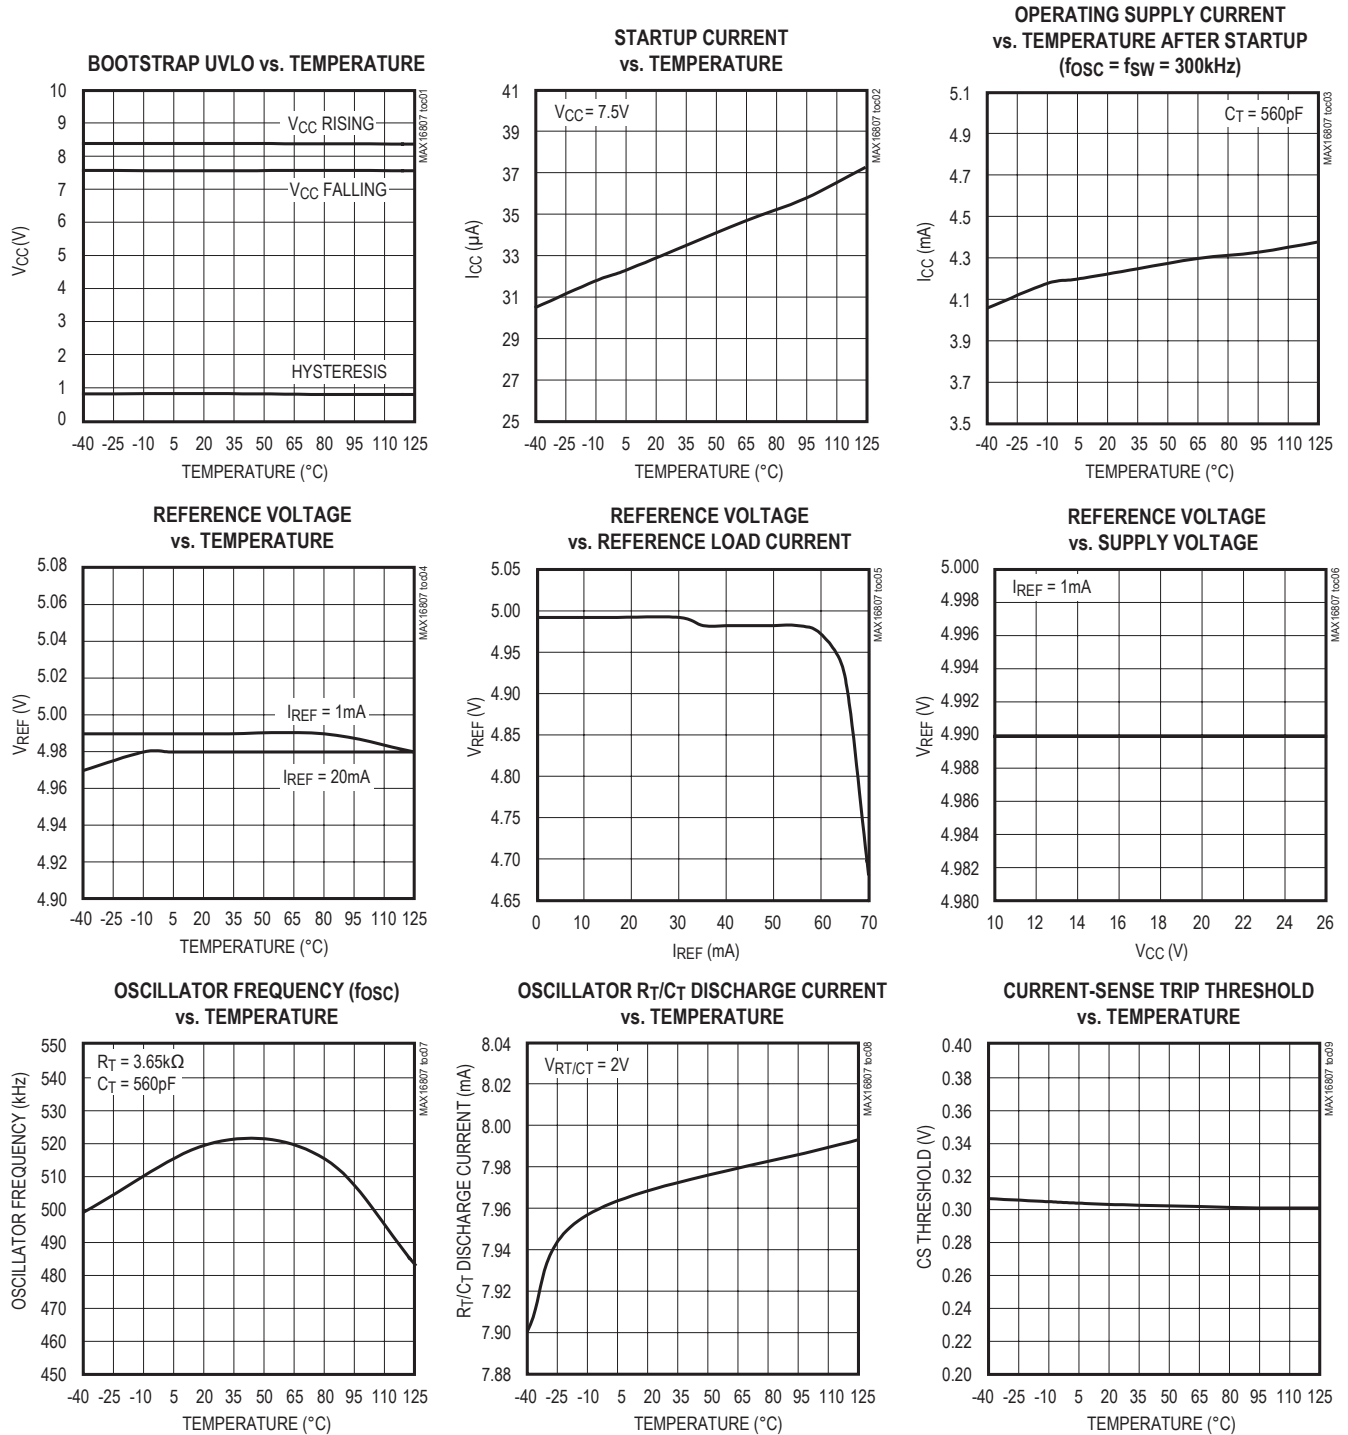 BOOTSTRAP UVLO vs. TEMPERATURE
10
9
8
7
6
5
4
3
2
1
0
VCC (V)
VCC RISING
VCC FALLING
HYSTERESIS
MAX16807 toc01
-40 -25 -10 5 20 35 50 65 95 110 125
TEMPERATURE (°C)
STARTUP CURRENT
vs. TEMPERATURE
41
39
37
35
33
31
29
27
25
ICC (µA)
VCC = 7.5V
MAX16807 toc02
-40 -25 -10 5 20 35 50 65 80 95 110 125
TEMPERATURE (°C)
OPERATING SUPPLY CURRENT
vs. TEMPERATURE AFTER STARTUP
(fOSC = fSW = 300kHz)
5.1
4.9
4.7
4.5
4.3
4.1
3.9
3.7
3.5
ICC (mA)
CT = 560pF
MAX16807 toc03
-40 -25 -10 5 20 35 50 65 80 95 110 125
TEMPERATURE (°C)
REFERENCE VOLTAGE
vs. TEMPERATURE
5.08
5.06
5.04
5.02
5.00
4.98
4.96
4.94
4.92
4.90
VREF (V)
IREF = 1mA
IREF = 20mA
MAX16807 toc04
-40 -25 -10 5 20 35 50 65 80 95 110 125
TEMPERATURE (°C)
REFERENCE VOLTAGE
vs. REFERENCE LOAD CURRENT
5.05
5.00
4.95
4.90
4.85
4.80
4.75
4.70
4.65
VREF (V)
MAX16807 toc05
0 10 20 30 40 50 60 70
IREF (mA)
REFERENCE VOLTAGE
vs. SUPPLY VOLTAGE
5.000
4.998
4.996
4.994
4.992
4.990
4.988
4.986
4.984
4.982
4.980
VREF (V)
IREF = 1mA
MAX16807 toc06
10 12 14 16 18 20 22 24 26
VCC (V)
OSCILLATOR FREQUENCY (fOSC)
vs. TEMPERATURE
550
540
530
520
510
500
490
480
470
460
450
OSCILLATOR FREQUENCY (kHz)
RT = 3.65kΩ
CT = 560pF
MAX16807 toc07
-40 -25 -10 5 20 35 50 65 80 95 110 125
TEMPERATURE (°C)
OSCILLATOR RT/CT DISCHARGE CURRENT
vs. TEMPERATURE
8.04
8.02
8.00
7.98
7.96
7.94
7.92
7.90
7.88
RT/CT DISCHARGE CURRENT (mA)
VRT/CT = 2V
MAX16807 toc08
-40 -25 -10 5 20 35 50 65 80 95 110 125
TEMPERATURE (°C)
CURRENT-SENSE TRIP THRESHOLD
vs. TEMPERATURE
0.40
0.38
0.36
0.34
0.32
0.30
0.28
0.26
0.24
0.22
0.20
CS THRESHOLD (V)
MAX16807 toc09
-40 -25 -10 5 20 35 50 65 80 95 110 125
TEMPERATURE (°C)